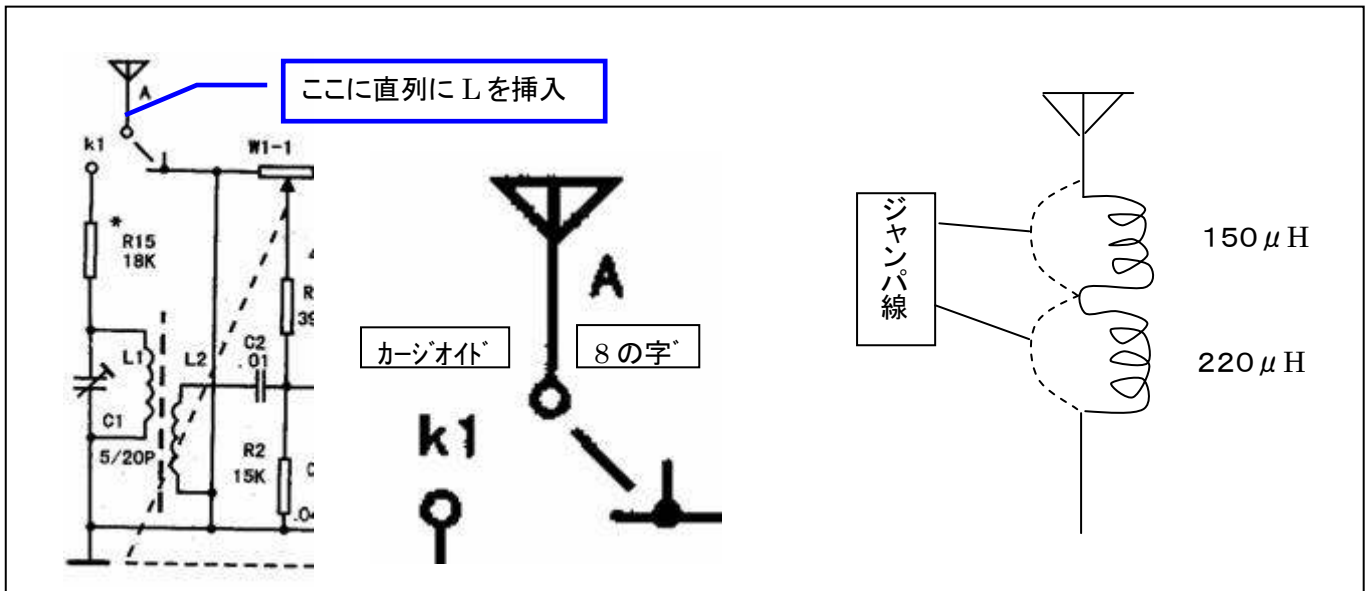 ここに直列に L を挿入
A
k1
W1-1
*
R15
18K
L1
L2
C2
.01
C1
5/20P
R2
15K
R
39
.04
A
カージオイド
8 の字
k1
ジャンパ線
150μH
220μH